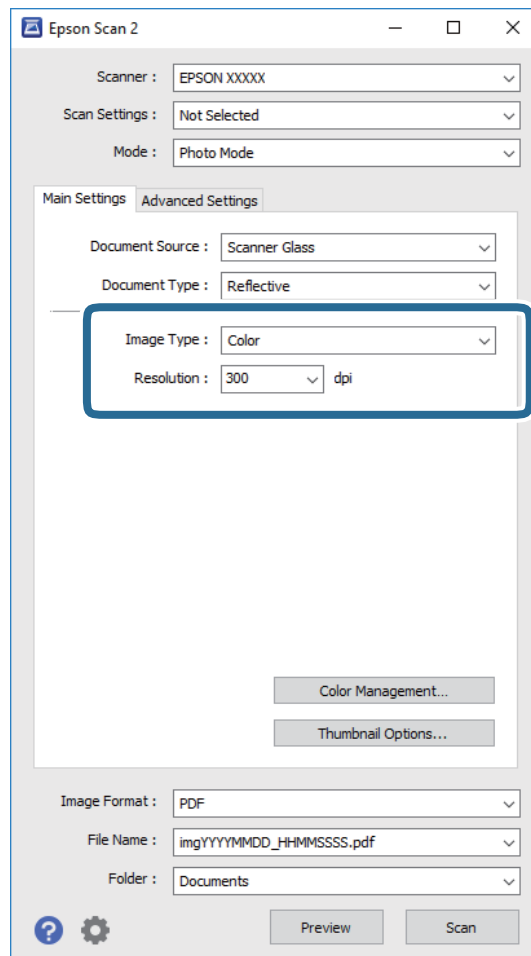 Epson Scan 2
Scanner : EPSON XXXXX
Scan Settings : Not Selected
Mode : Photo Mode
Main Settings Advanced Settings
Document Source : Scanner Glass
Document Type : Reflective
Image Type : Color
Resolution : 300 dpi
Color Management...
Thumbnail Options...
Image Format : PDF
File Name : imgYYYYMMDD_HHMMSSSS.pdf
Folder : Documents
? Preview Scan